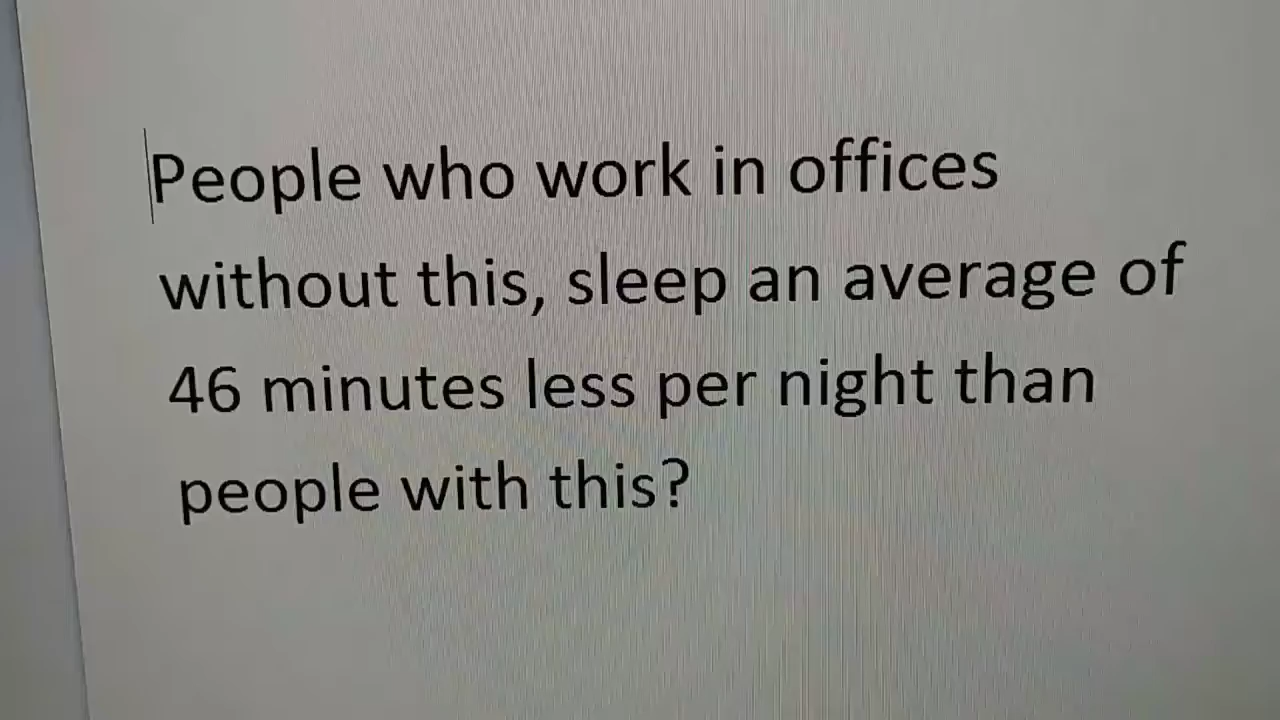 People who work in offices
without this, sleep an average of
46 minutes less per night than
people with this?